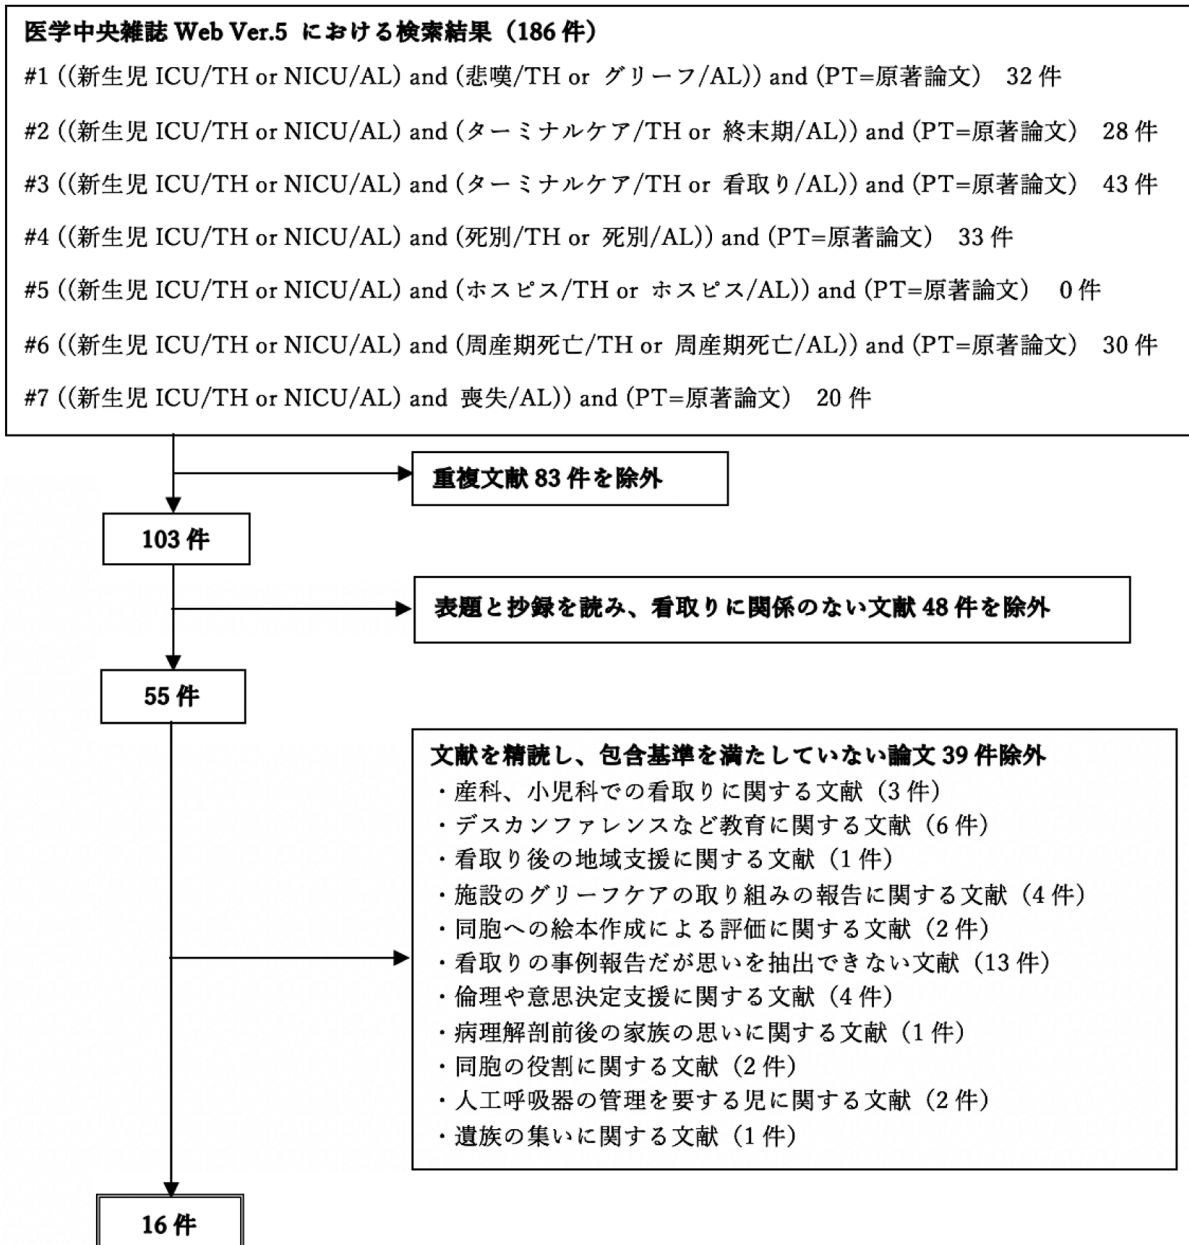 医学中央雑誌 Web Ver.5 における検索結果（186 件）
#1 ((新生児 ICU/TH or NICU/AL) and (悲嘆/TH or グリーフ/AL)) and (PT=原著論文) 32 件
#2 ((新生児 ICU/TH or NICU/AL) and (ターミナルケア/TH or 終末期/AL)) and (PT=原著論文) 28 件
#3 ((新生児 ICU/TH or NICU/AL) and (ターミナルケア/TH or 看取り/AL)) and (PT=原著論文) 43 件
#4 ((新生児 ICU/TH or NICU/AL) and (死別/TH or 死別/AL)) and (PT=原著論文) 33 件
#5 ((新生児 ICU/TH or NICU/AL) and (ホスピス/TH or ホスピス/AL)) and (PT=原著論文) 0 件
#6 ((新生児 ICU/TH or NICU/AL) and (周産期死亡/TH or 周産期死亡/AL)) and (PT=原著論文) 30 件
#7 ((新生児 ICU/TH or NICU/AL) and 喪失/AL)) and (PT=原著論文) 20 件
重複文献 83 件を除外
103 件
表題と抄録を読み、看取りに関係のない文献 48 件を除外
55 件
文献を精読し、包含基準を満たしていない論文 39 件除外
・産科、小児科での看取りに関する文献（3 件）
・デスカンファレンスなど教育に関する文献（6 件）
・看取り後の地域支援に関する文献（1 件）
・施設のグリーフケアの取り組みの報告に関する文献（4 件）
・同胞への絵本作成による評価に関する文献（2 件）
・看取りの事例報告だが思いを抽出できない文献（13 件）
・倫理や意思決定支援に関する文献（4 件）
・病理解剖前後の家族の思いに関する文献（1 件）
・同胞の役割に関する文献（2 件）
・人工呼吸器の管理を要する児に関する文献（2 件）
・遺族の集いに関する文献（1 件）
16 件